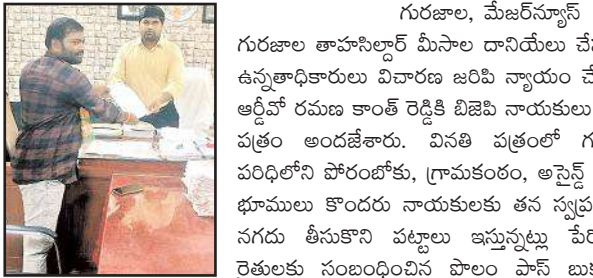 గురజాల, మేజర్‌న్యూస్
గురజాల తాహసిల్దార్ మీసాల దానియేలు
ఉన్నతాధికారులు విచారణ జరిపి న్యాయం
ఆర్డీవో రమణ కాంత్ రెడ్డికి బిజెపి నాయకులు
పత్రం అందజేశారు. వినతి పత్రంలో
పరిధిలోని పోరంబోకు, గ్రామకంఠం, అసైన్డ్
భూములు కొందరు నాయకులకు తన
నగదు తీసుకొని పట్టాలు ఇస్తున్నట్లు
రైతులకు సంబంధించిన పొలం పాస్